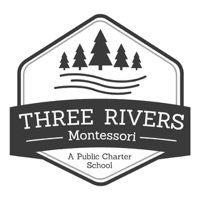 THREE RIVERS
Montessori
A Public Charter
School